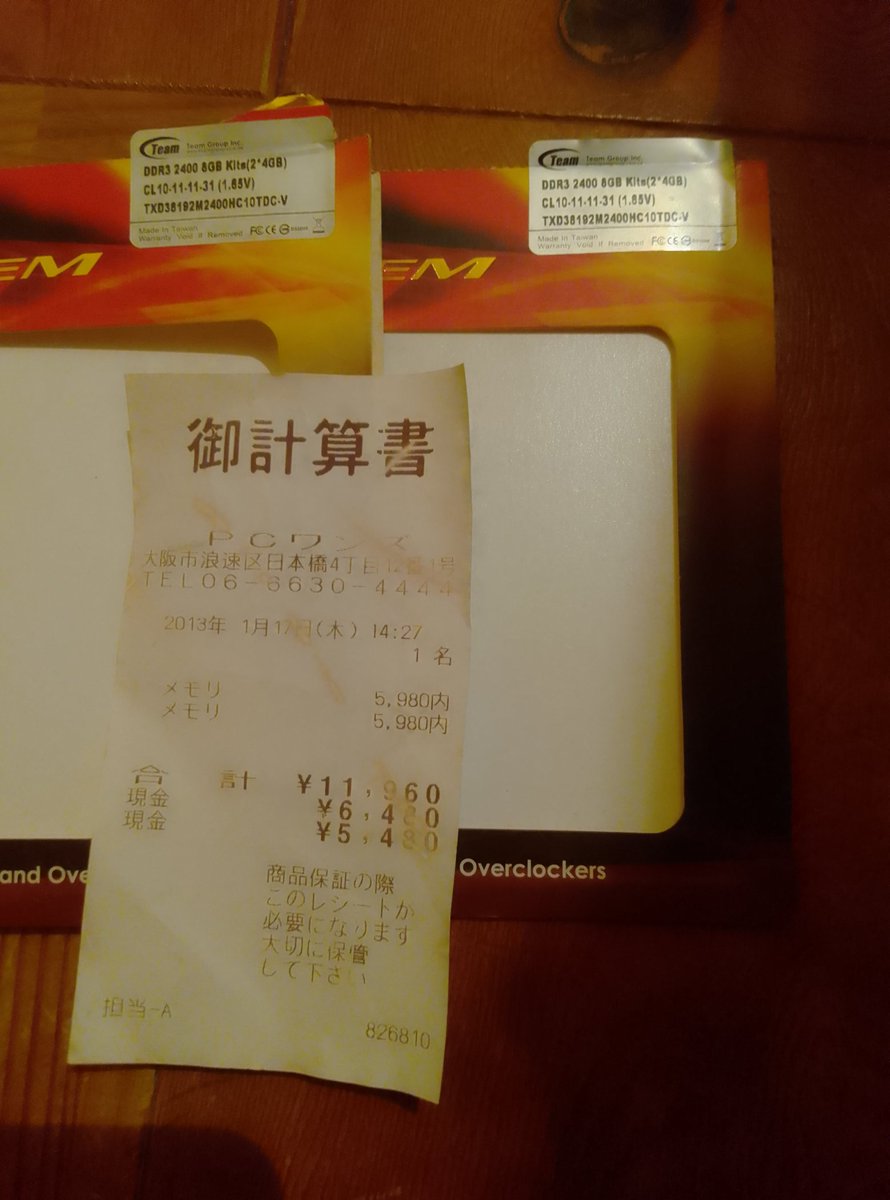 Team Team Group Inc.
DDR3 2400 8GB Kits(2*4GB)
CL10-11-11-31 (1.65V)
TXD38192M2400HC10TDC-V
Made In Taiwan
Warranty Void If Removed FC CE
EM
Team Team Group Inc.
DDR3 2400 8GB Kits(2*4GB)
CL10-11-11-31 (1.65V)
TXD38192M2400HC10TDC-V
Made In Taiwan
Warranty Void If Removed FC CE
EM
御計算書
PCワンズ
大阪市浪速区日本橋4丁目 1号
TEL06-6630-4444
2013年 1月17日(木) 14:27
1 名
メモリ 5,980内
メモリ 5,980内
合 計 ¥11,960
現金 ¥6,480
現金 ¥5,480
商品保証の際
このレシートが
必要になります
大切に保管
して下さい
担当-A
826810
and Ove
Overclockers